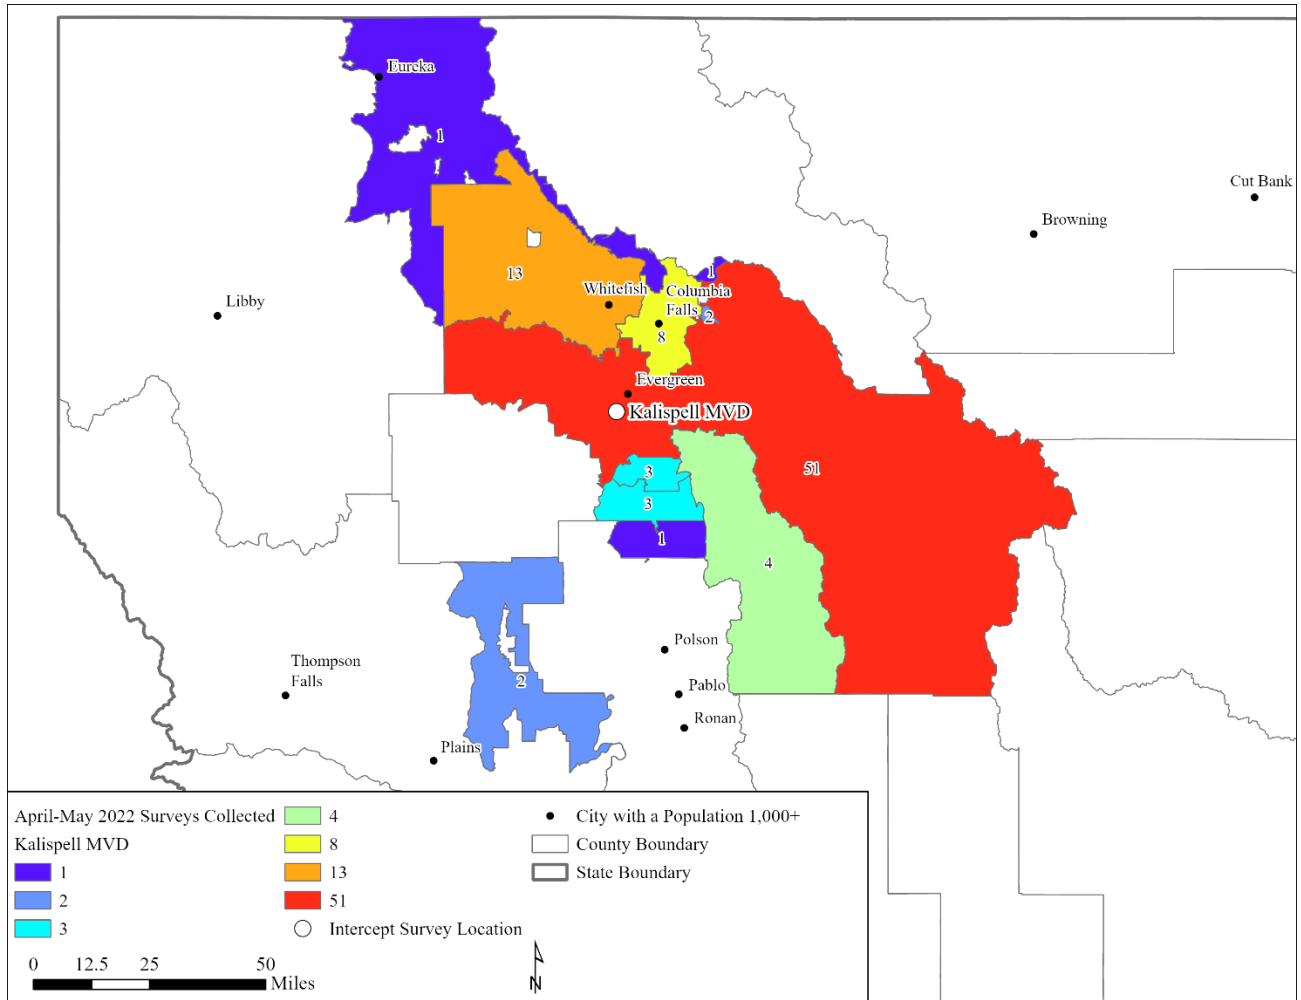 Eureka
1
Cut Bank
Browning
13
1
Whitefish
Columbia
Falls
Libby
2
8
Evergreen
Kalispell MVD
51
3
3
1
4
Polson
Thompson
Falls
2
Pablo
Ronan
Plains
April-May 2022 Surveys Collected
Kalispell MVD
1
2
3
4
8
13
51
Intercept Survey Location
City with a Population 1,000+
County Boundary
State Boundary
0 12.5 25 50
Miles
N